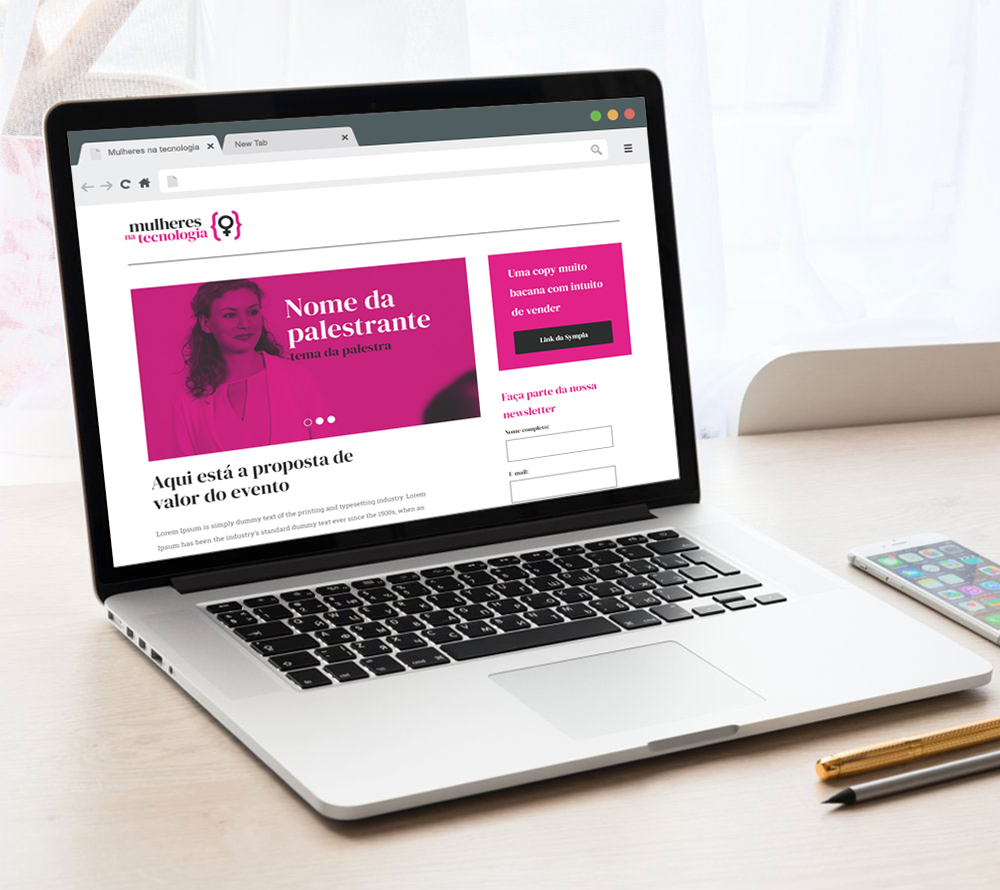 Mulheres na tecnologia
New Tab
mulheres
na tecnologia
Nome da
palestrante
tema da palestra
Uma copy muito
bacana com intuito
de vender
Link da Sympla
Faça parte da nossa
newsletter
Nome completo:
E-mail:
Aqui está a proposta de
valor do evento
Lorem Ipsum is simply dummy text of the printing and typesetting industry. Lorem
Ipsum has been the industry's standard dummy text ever since the 1500s, when an